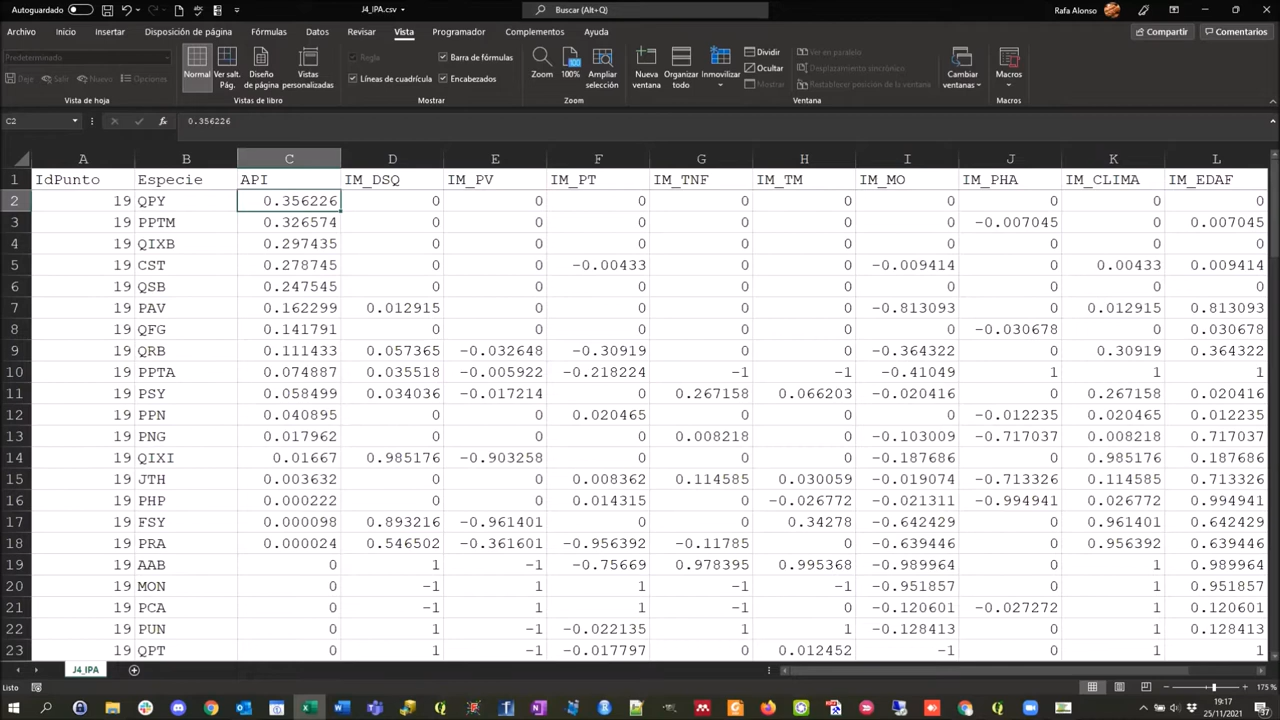 Autoguardado J4_IPA.csv Buscar (Alt+Q) Rafa Alonso
Archivo Inicio Insertar Disposición de página Fórmulas Datos Revisar Vista Programador Complementos Ayuda Compartir Comentarios
Predeterminado
Deje Salir Nuevo Opciones
Vista de hoja
Normal Ver salt. Pág. Diseño de página Vistas personalizadas
Vistas de libro
Regla Barra de fórmulas
Líneas de cuadrícula Encabezados
Mostrar
Zoom 100% Ampliar selección
Zoom
Nueva ventana Organizar todo Inmovilizar
Dividir Ver en paralelo
Ocultar Desplazamiento sincrónico
Mostrar Restablecer posición de la ventana
Cambiar ventanas
Ventana
Macros
Macros
C2 fx 0.356226
A B C D E F G H I J K L
1 IdPunto Especie API IM_DSQ IM_PV IM_PT IM_TNF IM_TM IM_MO IM_PHA IM_CLIMA IM_EDAF
2 19 QPY 0.356226 0 0 0 0 0 0 0 0 0
3 19 PPTM 0.326574 0 0 0 0 0 0 -0.007045 0 0.007045
4 19 QIXB 0.297435 0 0 0 0 0 0 0 0 0
5 19 CST 0.278745 0 0 -0.00433 0 0 -0.009414 0 0.00433 0.009414
6 19 QSB 0.247545 0 0 0 0 0 0 0 0 0
7 19 PAV 0.162299 0.012915 0 0 0 0 -0.813093 0 0.012915 0.813093
8 19 QFG 0.141791 0 0 0 0 0 0 -0.030678 0 0.030678
9 19 QRB 0.111433 0.057365 -0.032648 -0.30919 0 0 -0.364322 0 0.30919 0.364322
10 19 PPTA 0.074887 0.035518 -0.005922 -0.218224 -1 -1 -0.41049 1 1 1
11 19 PSY 0.058499 0.034036 -0.017214 0 0.267158 0.066203 -0.020416 0 0.267158 0.020416
12 19 PPN 0.040895 0 0 0.020465 0 0 0 -0.012235 0.020465 0.012235
13 19 PNG 0.017962 0 0 0 0.008218 0 -0.103009 -0.717037 0.008218 0.717037
14 19 QIXI 0.01667 0.985176 -0.903258 0 0 0 -0.187686 0 0.985176 0.187686
15 19 JTH 0.003632 0 0 0.008362 0.114585 0.030059 -0.019074 -0.713326 0.114585 0.713326
16 19 PHP 0.000222 0 0 0.014315 0 -0.026772 -0.021311 -0.994941 0.026772 0.994941
17 19 FSY 0.000098 0.893216 -0.961401 0 0 0.34278 -0.642429 0 0.961401 0.642429
18 19 PRA 0.000024 0.546502 -0.361601 -0.956392 -0.11785 0 -0.639446 0 0.956392 0.639446
19 19 AAB 0 1 -1 -0.75669 0.978395 0.995368 -0.989964 0 1 0.989964
20 19 MON 0 -1 1 1 -1 -1 -0.951857 0 1 0.951857
21 19 PCA 0 -1 1 1 -1 0 -0.120601 -0.027272 1 0.120601
22 19 PUN 0 1 -1 -0.022135 1 1 -0.128413 0 1 0.128413
23 19 QPT 0 1 -1 -0.017797 0 0.012452 -1 0 1 1
J4_IPA
Listo 175 %
19:17
25/11/2021